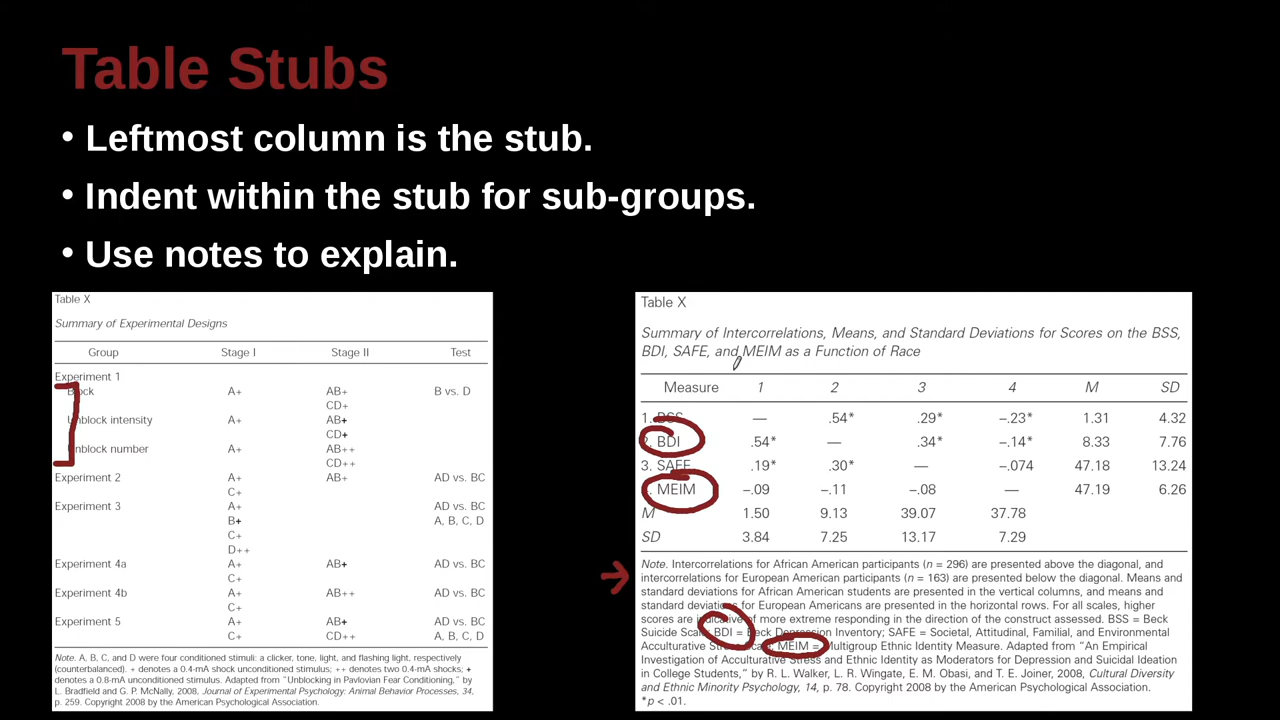 Table Stubs
• Leftmost column is the stub.
• Indent within the stub for sub-groups.
• Use notes to explain.
Table X
Summary of Experimental Designs
Group Stage I Stage II Test
Experiment 1
Block A+ AB+ B vs. D
CD+
Unblock intensity A+ AB+
CD+
Unblock number A+ AB++
CD++
Experiment 2 A+ AB+ AD vs. BC
C+
Experiment 3 A+ AD vs. BC
B+ A, B, C, D
C+
D++
Experiment 4a A+ AB+ AD vs. BC
C+
Experiment 4b A+ AB++ AD vs. BC
C+
Experiment 5 A+ AB+ AD vs. BC
C+ CD++ A, B, C, D
Note. A, B, C, and D were four conditioned stimuli: a clicker, tone, light, and flashing light, respectively
(counterbalanced). + denotes a 0.4-mA shock unconditioned stimulus; ++ denotes two 0.4-mA shocks; +
denotes a 0.8-mA unconditioned stimulus. Adapted from "Unblocking in Pavlovian Fear Conditioning," by
L. Bradfield and G. P. McNally, 2008, Journal of Experimental Psychology: Animal Behavior Processes, 34,
p. 259. Copyright 2008 by the American Psychological Association.
Table X
Summary of Intercorrelations, Means, and Standard Deviations for Scores on the BSS,
BDI, SAFE, and MEIM as a Function of Race
Measure 1 2 3 4 M SD
1. BSS — .54* .29* –.23* 1.31 4.32
2. BDI .54* — .34* –.14* 8.33 7.76
3. SAFE .19* .30* — –.074 47.18 13.24
4. MEIM –.09 –.11 –.08 — 47.19 6.26
M 1.50 9.13 39.07 37.78
SD 3.84 7.25 13.17 7.29
Note. Intercorrelations for African American participants (n = 296) are presented above the diagonal, and
intercorrelations for European American participants (n = 163) are presented below the diagonal. Means and
standard deviations for African American students are presented in the vertical columns, and means and
standard deviations for European Americans are presented in the horizontal rows. For all scales, higher
scores are indicative of more extreme responding in the direction of the construct assessed. BSS = Beck
Suicide Scale; BDI = Beck Depression Inventory; SAFE = Societal, Attitudinal, Familial, and Environmental
Acculturative Stress Scale; MEIM = Multigroup Ethnic Identity Measure. Adapted from "An Empirical
Investigation of Acculturative Stress and Ethnic Identity as Moderators for Depression and Suicidal Ideation
in College Students," by R. L. Walker, L. R. Wingate, E. M. Obasi, and T. E. Joiner, 2008, Cultural Diversity
and Ethnic Minority Psychology, 14, p. 78. Copyright 2008 by the American Psychological Association.
*p < .01.